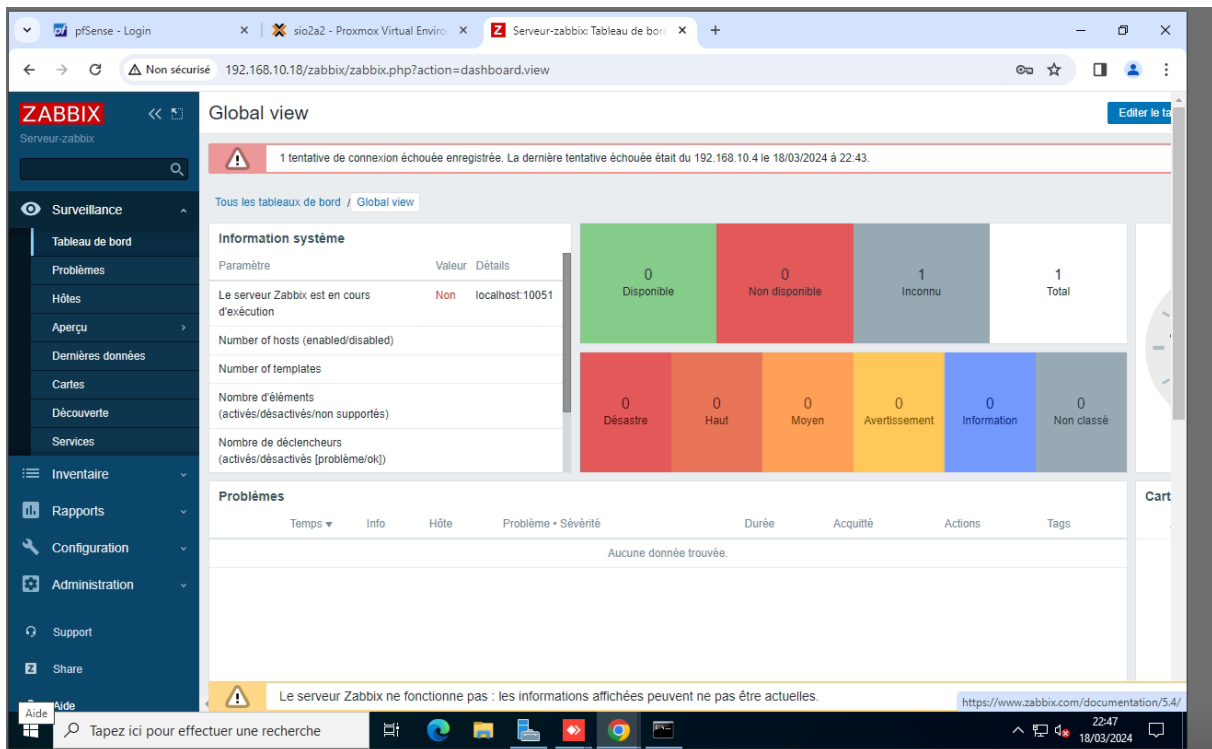 pfSense - Login
sio2a2 - Proxmox Virtual Enviro
Serveur-zabbix: Tableau de bor
Non sécurisé
192.168.10.18/zabbix/zabbix.php?action=dashboard.view
ZABBIX
Serveur-zabbix
Surveillance
Tableau de bord
Problèmes
Hôtes
Aperçu
Dernières données
Cartes
Découverte
Services
Inventaire
Rapports
Configuration
Administration
Support
Share
Aide
Aide
Global view
Editer le ta
1 tentative de connexion échouée enregistrée. La dernière tentative échouée était du 192.168.10.4 le 18/03/2024 à 22:43.
Tous les tableaux de bord / Global view
Information système
Paramètre Valeur Détails
Le serveur Zabbix est en cours Non localhost:10051
d'exécution
Number of hosts (enabled/disabled)
Number of templates
Nombre d'éléments
(activés/désactivés/non supportés)
Nombre de déclencheurs
(activés/désactivés [problème/ok])
0 0 1 1
Disponible Non disponible Inconnu Total
0 0 0 0 0 0
Désastre Haut Moyen Avertissement Information Non classé
Problèmes
Temps ▼ Info Hôte Problème • Sévérité Durée Acquitté Actions Tags
Aucune donnée trouvée.
Cart
Le serveur Zabbix ne fonctionne pas : les informations affichées peuvent ne pas être actuelles.
https://www.zabbix.com/documentation/5.4/
Tapez ici pour effectuer une recherche
22:47
18/03/2024